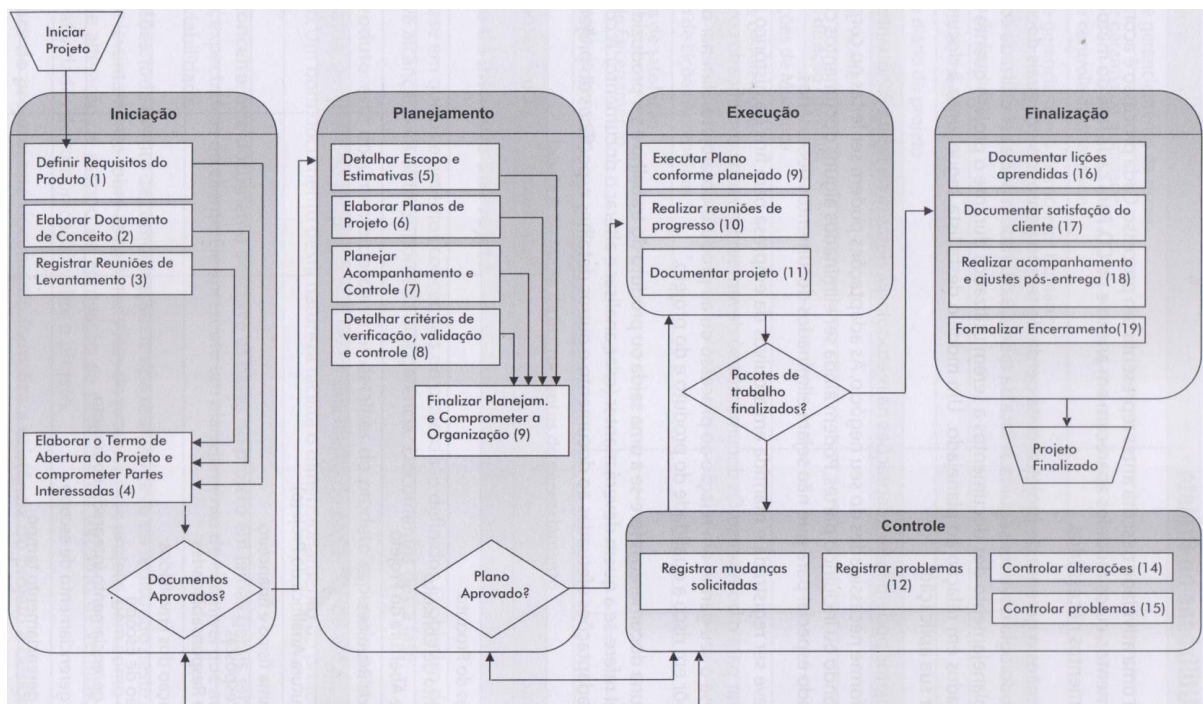 Iniciar
Projeto
Iniciação
Definir Requisitos do
Produto (1)
Elaborar Documento
de Conceito (2)
Registrar Reuniões de
Levantamento (3)
Elaborar o Termo de
Abertura do Projeto e
comprometer Partes
Interessadas (4)
Documentos
Aprovados?
Planejamento
Detalhar Escopo e
Estimativas (5)
Elaborar Planos de
Projeto (6)
Planejar
Acompanhamento e
Controle (7)
Detalhar critérios de
verificação, validação
e controle (8)
Finalizar Planejam.
e Comprometer a
Organização (9)
Plano
Aprovado?
Execução
Executar Plano
conforme planejado (9)
Realizar reuniões de
progresso (10)
Documentar projeto (11)
Pacotes de
trabalho
finalizados?
Finalização
Documentar lições
aprendidas (16)
Documentar satisfação do
cliente (17)
Realizar acompanhamento
e ajustes pós-entrega (18)
Formalizar Encerramento(19)
Projeto
Finalizado
Controle
Registrar mudanças
solicitadas
Registrar problemas
(12)
Controlar alterações (14)
Controlar problemas (15)